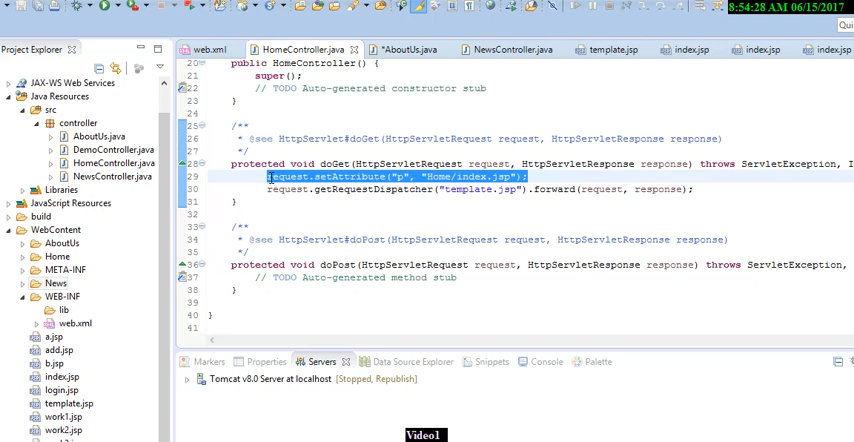 8:54:28 AM 06/15/2017
Qui
Project Explorer
web.xml
HomeController.java
*AboutUs.java
NewsController.java
template.jsp
index.jsp
index.jsp
index.jsp
JAX-WS Web Services
Java Resources
src
controller
AboutUs.java
DemoController.java
HomeController.java
NewsController.java
Libraries
JavaScript Resources
build
WebContent
AboutUs
Home
META-INF
News
WEB-INF
lib
web.xml
a.jsp
add.jsp
b.jsp
index.jsp
login.jsp
template.jsp
work1.jsp
work2.jsp
20 public HomeController() {
21 super();
22 // TODO Auto-generated constructor stub
23 }
24
25 /**
26 * @see HttpServlet#doGet(HttpServletRequest request, HttpServletResponse response)
27 */
28 protected void doGet(HttpServletRequest request, HttpServletResponse response) throws ServletException, I
29 request.setAttribute("p", "Home/index.jsp");
30 request.getRequestDispatcher("template.jsp").forward(request, response);
31 }
32
33 /**
34 * @see HttpServlet#doPost(HttpServletRequest request, HttpServletResponse response)
35 */
36 protected void doPost(HttpServletRequest request, HttpServletResponse response) throws ServletException,
37 // TODO Auto-generated method stub
38 }
39
40 }
41
Markers
Properties
Servers
Data Source Explorer
Snippets
Console
Palette
Tomcat v8.0 Server at localhost [Stopped, Republish]
Video1